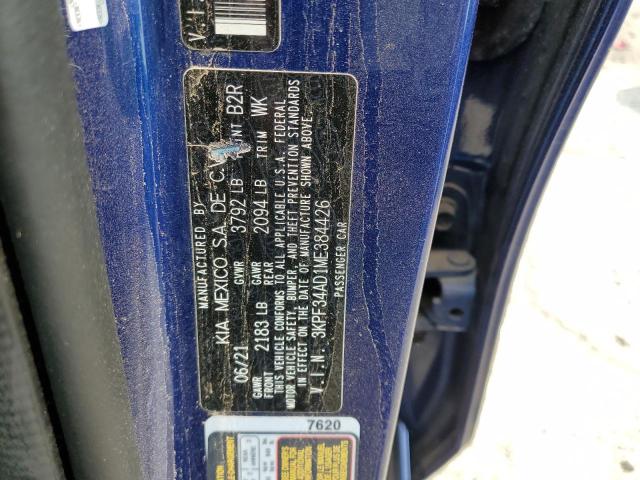 MANUFACTURED BY
KIA MEXICO S.A. DE C.
06/21 GVWR 3792 LB B2R
GAWR FRONT 2183 LB GAWR REAR 2094 LB TRIM WK
THIS VEHICLE CONFORMS TO ALL APPLICABLE U.S.A. FEDERAL
MOTOR VEHICLE SAFETY, BUMPER, AND THEFT PREVENTION STANDARDS
IN EFFECT ON THE DATE OF MANUFACTURE SHOWN ABOVE.
V.I.N. 3KPF34AD1ME384426
PASSENGER CAR
7620